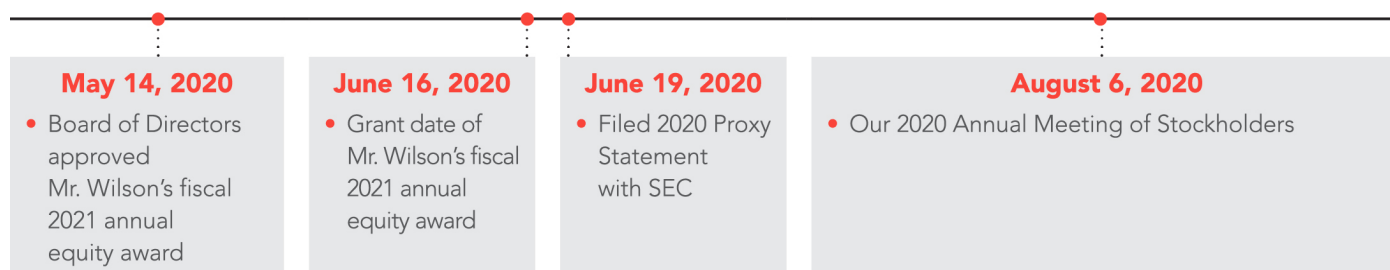 May 14, 2020
• Board of Directors
approved
Mr. Wilson’s fiscal
2021 annual
equity award
June 16, 2020
• Grant date of
Mr. Wilson’s fiscal
2021 annual
equity award
June 19, 2020
• Filed 2020 Proxy
Statement
with SEC
August 6, 2020
• Our 2020 Annual Meeting of Stockholders